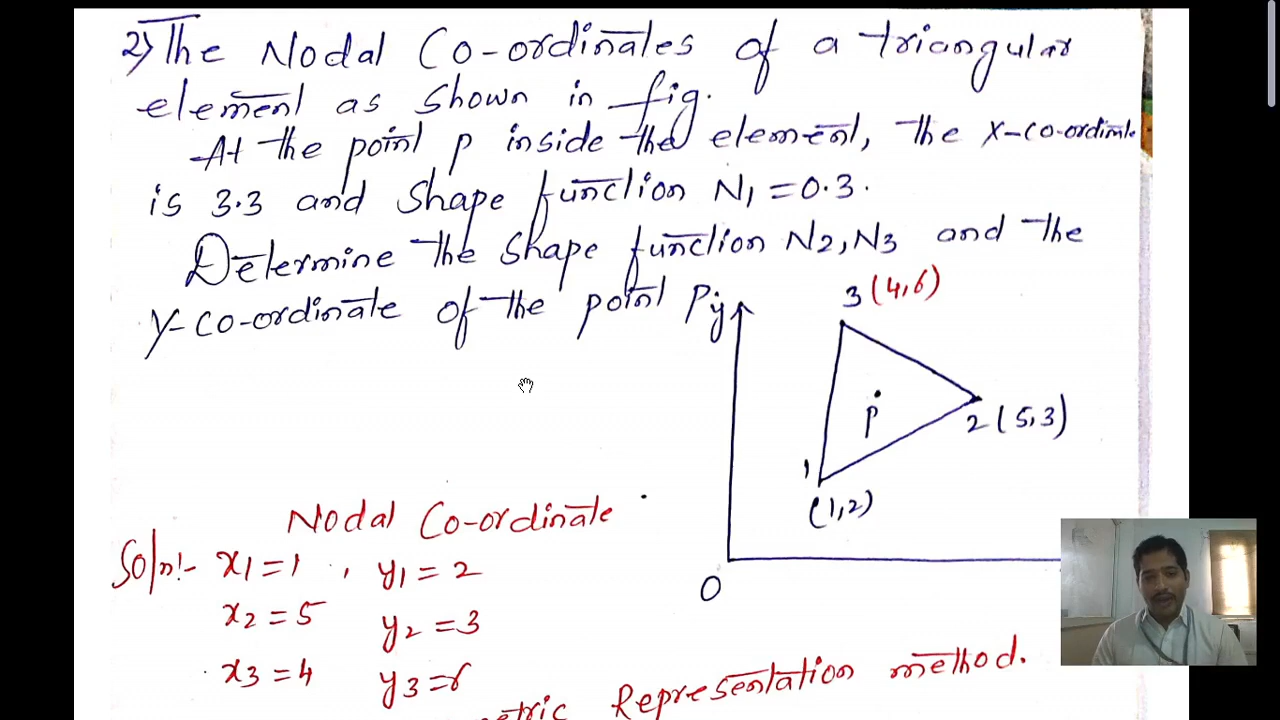 2) The Nodal Co-ordinates of a triangular
element as shown in fig.
At the point p inside the element, the X-co-ordinate
is 3.3 and shape function N1 = 0.3.
Determine the shape function N2, N3 and the
Y-co-ordinate of the point P
y
3 (4,6)
p
2 (5,3)
1
(1,2)
O
Nodal Co-ordinate
Soln:- x1 = 1, y1 = 2
x2 = 5 y2 = 3
x3 = 4 y3 = 6
Representation method.